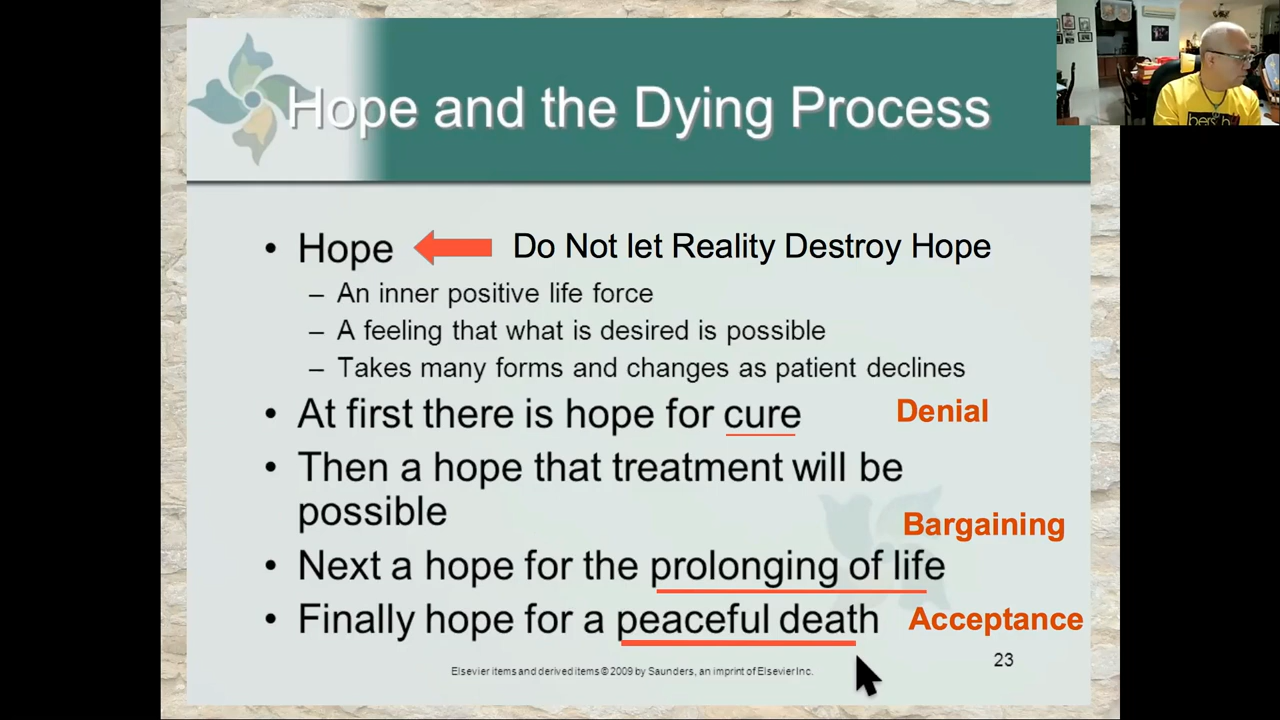 Hope and the Dying Process
• Hope
Do Not let Reality Destroy Hope
– An inner positive life force
– A feeling that what is desired is possible
– Takes many forms and changes as patient declines
• At first there is hope for cure
Denial
• Then a hope that treatment will be
possible
Bargaining
• Next a hope for the prolonging of life
• Finally hope for a peaceful death
Acceptance
Elsevier items and derived items © 2009 by Saunders, an imprint of Elsevier Inc.
23